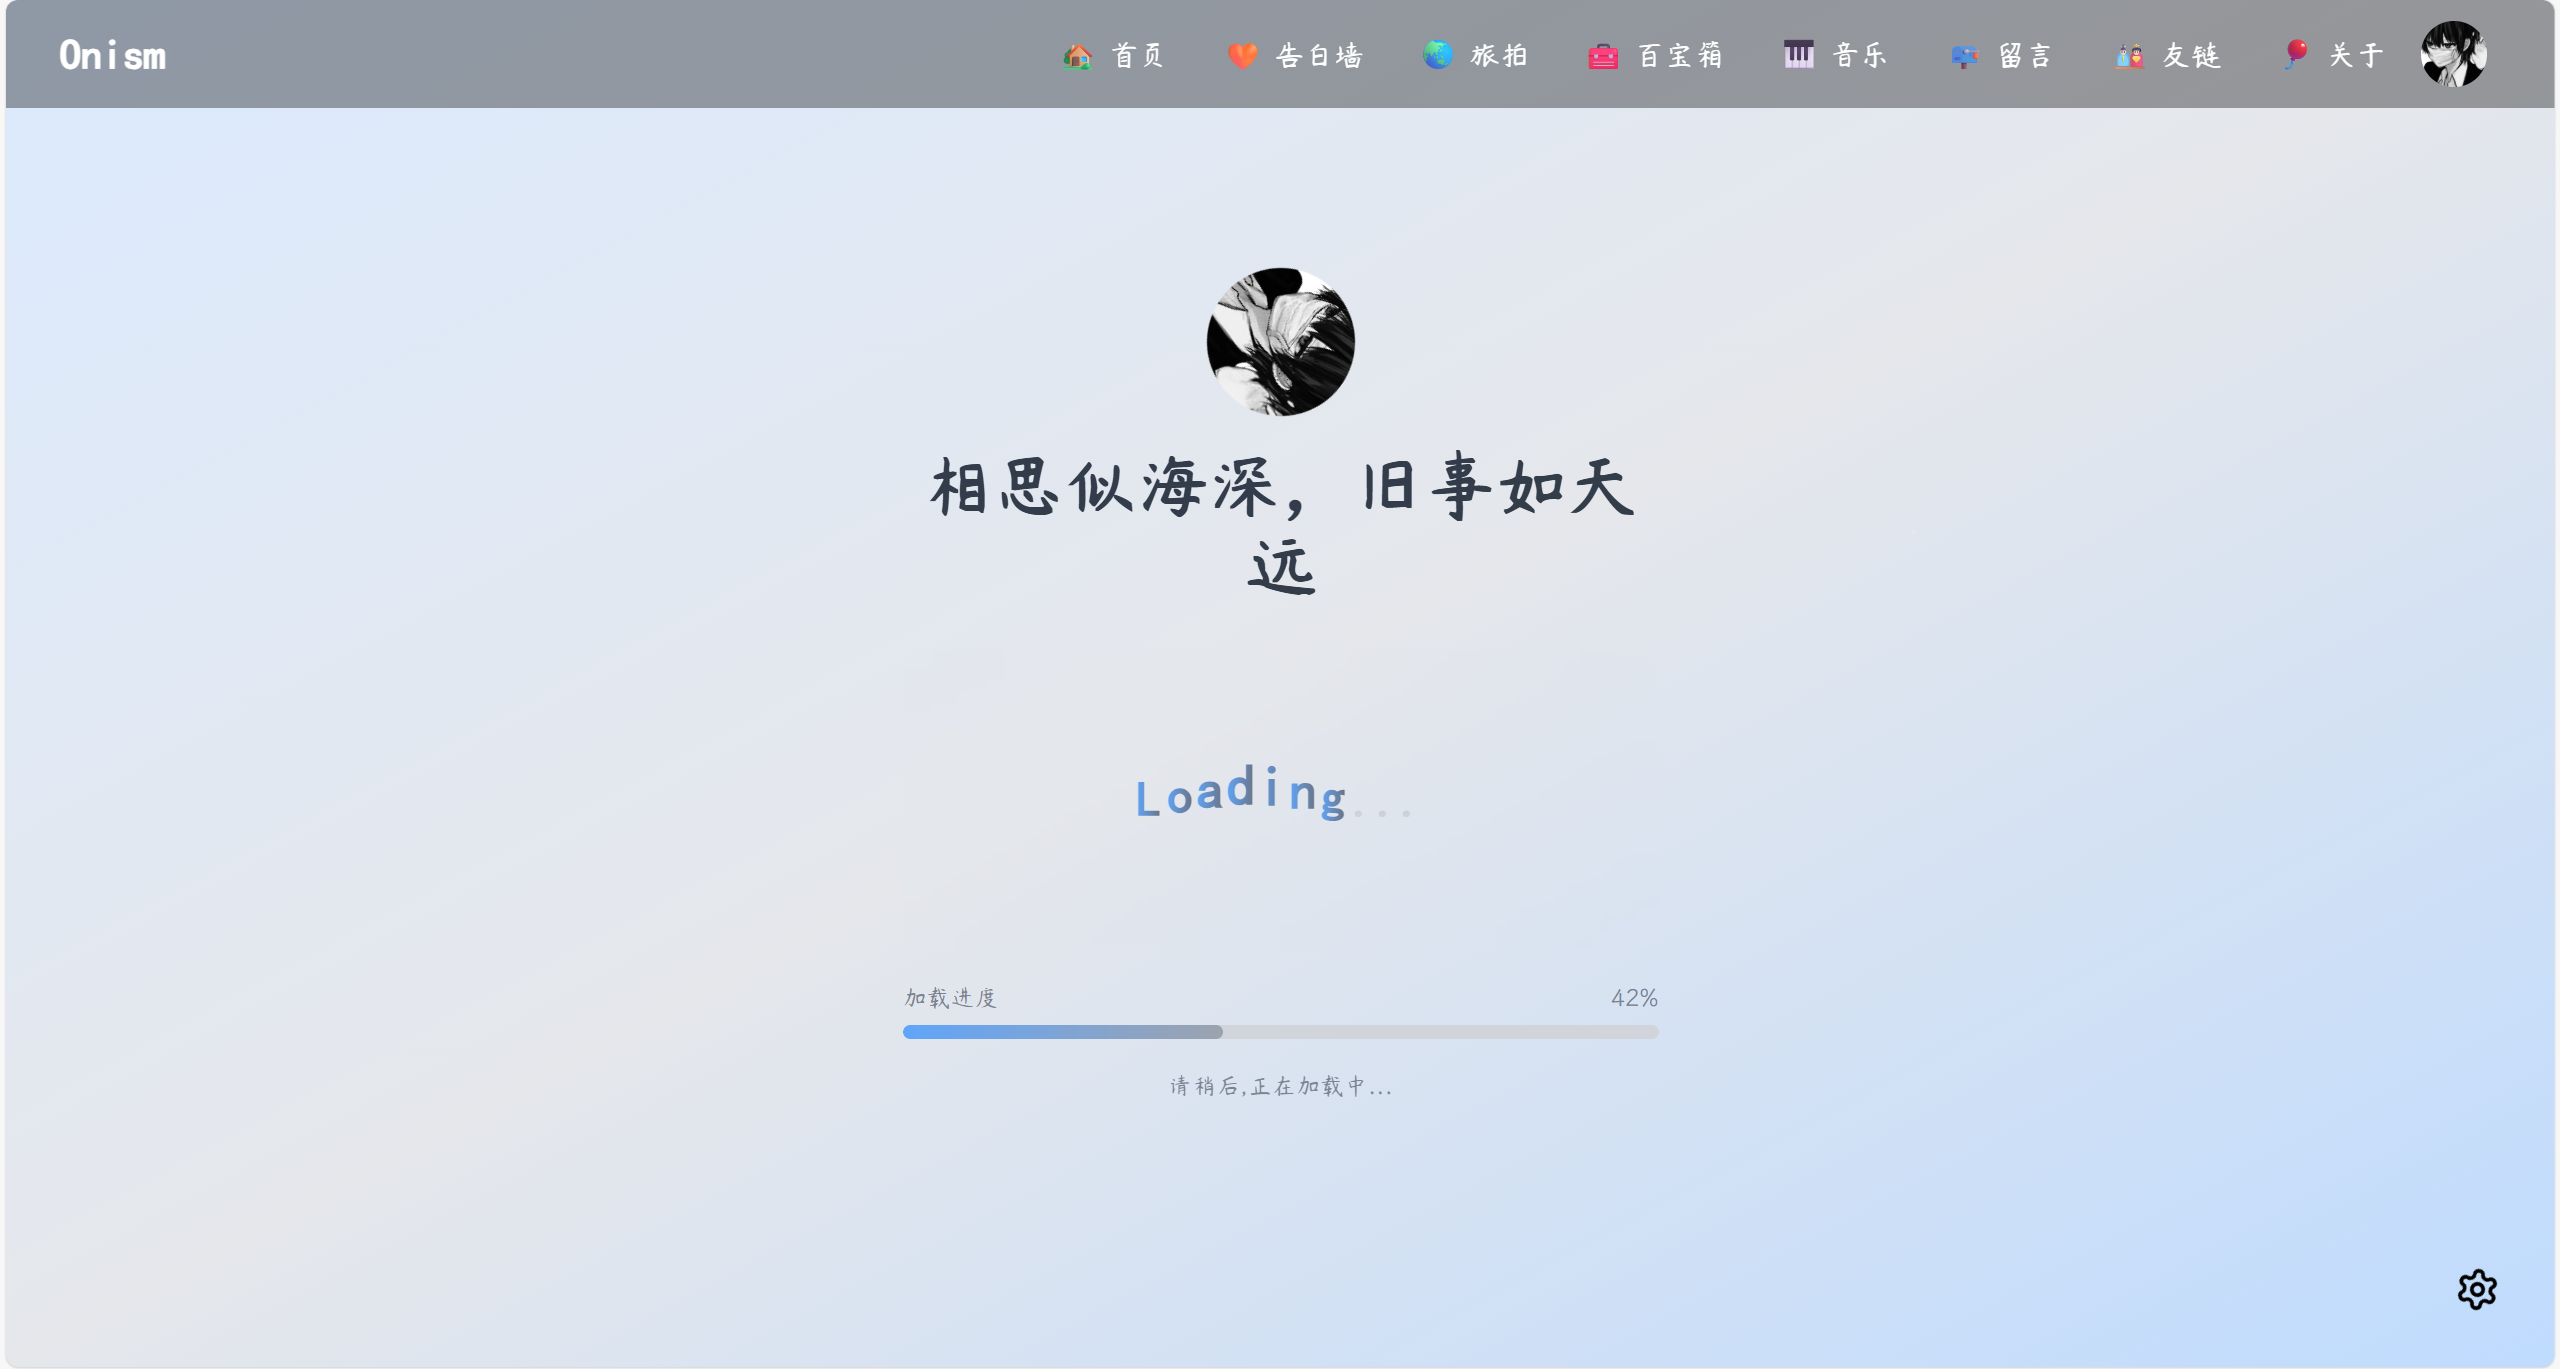 Onism
首页
告白墙
旅拍
百宝箱
音乐
留言
友链
关于
相思似海深，旧事如天
远
Loading...
加载进度
42%
请稍后,正在加载中...